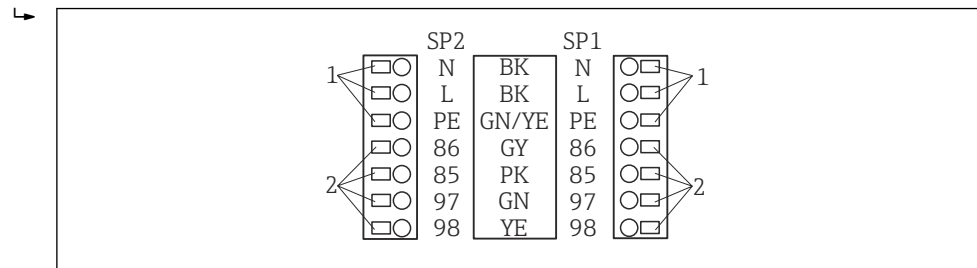 SP2 SP1
1 N BK N 1
L BK L
PE GN/YE PE
86 GY 86
2 85 PK 85 2
97 GN 97
98 YE 98